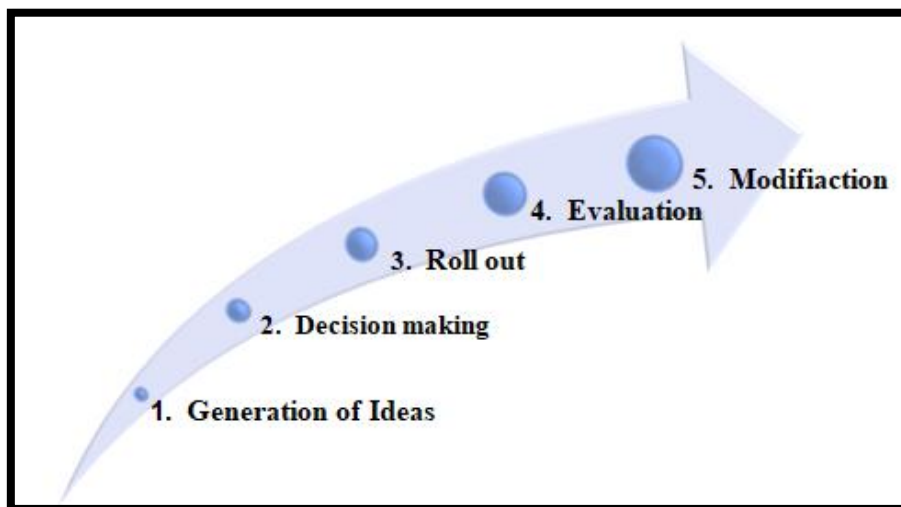 1. Generation of Ideas
2. Decision making
3. Roll out
4. Evaluation
5. Modifiaction